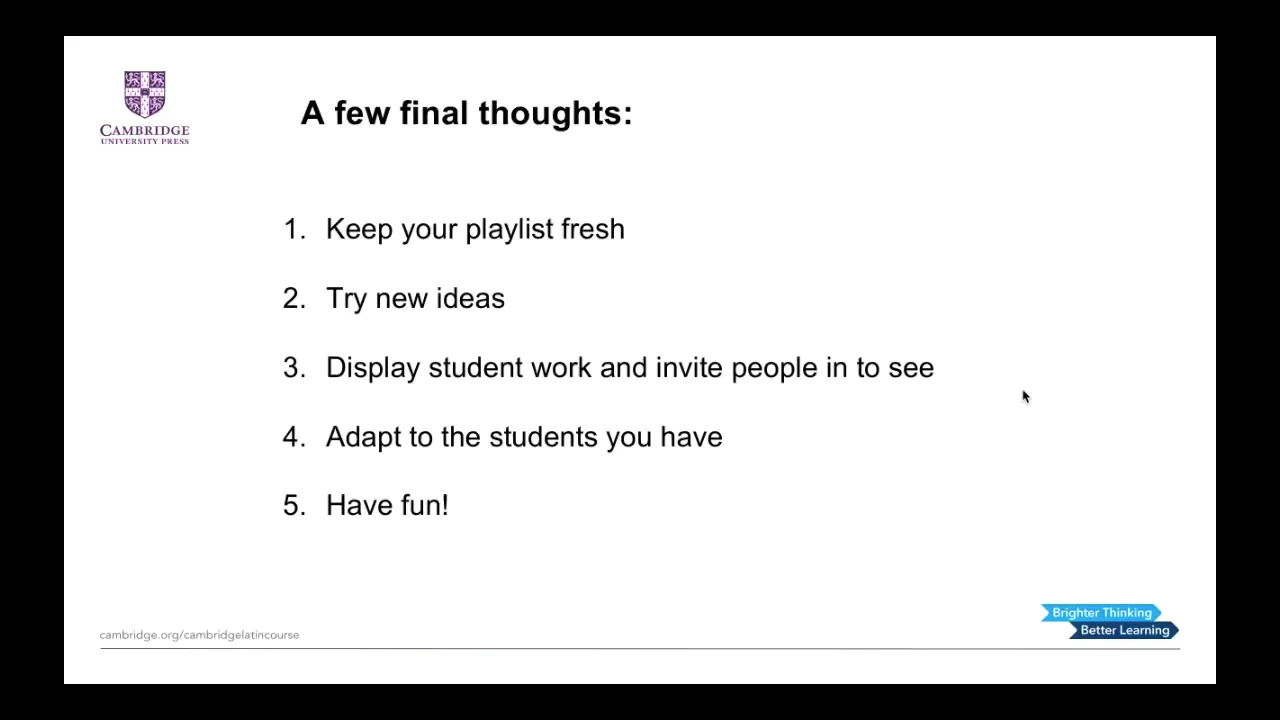 CAMBRIDGE
UNIVERSITY PRESS
A few final thoughts:
1. Keep your playlist fresh
2. Try new ideas
3. Display student work and invite people in to see
4. Adapt to the students you have
5. Have fun!
cambridge.org/cambridgelatincourse
Brighter Thinking
Better Learning